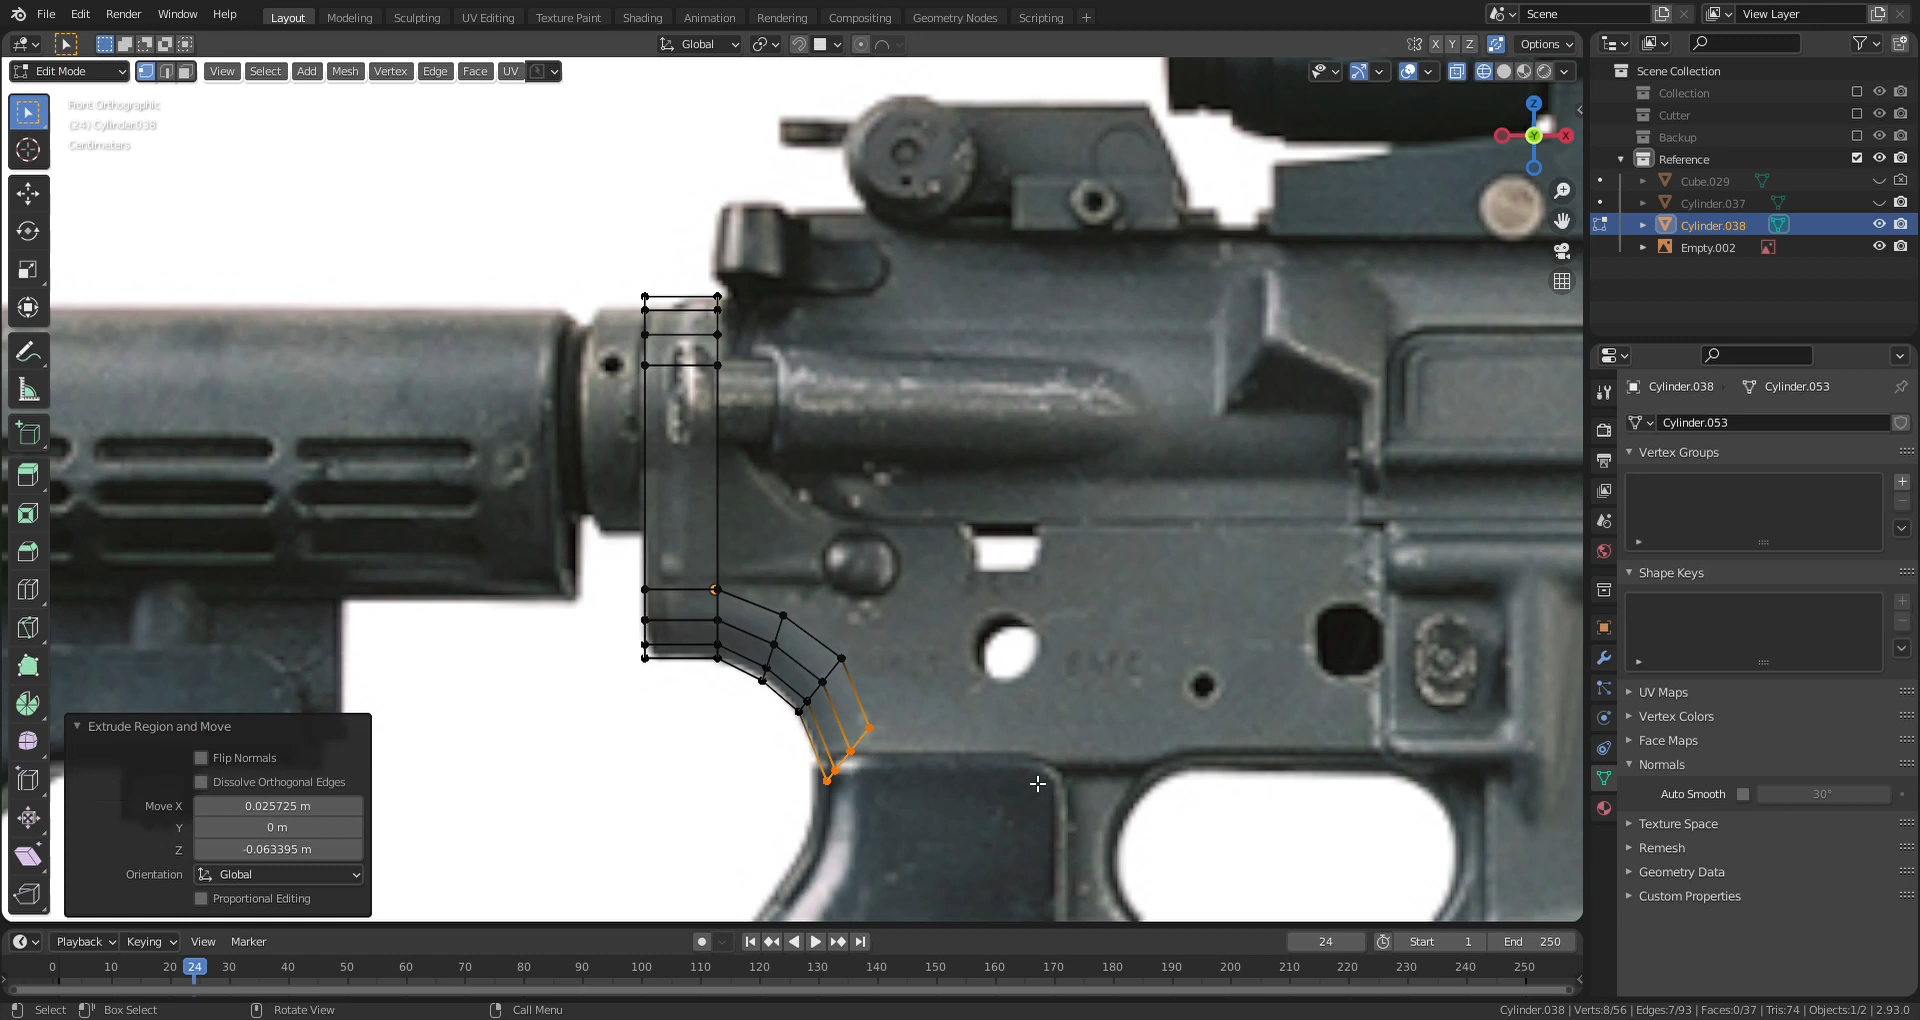 File Edit Render Window Help Layout Modeling Sculpting UV Editing Texture Paint Shading Animation Rendering Compositing Geometry Nodes Scripting + Scene View Layer
Global X Y Z Options
Edit Mode View Select Add Mesh Vertex Edge Face UV
Scene Collection
Collection
Cutter
Backup
Reference
Cube.029
Cylinder.037
Cylinder.038
Empty.002
Front Orthographic
(24) Cylinder.038
Centimeters
Z
Y
X
Cylinder.038 Cylinder.053
Cylinder.053
Vertex Groups
Shape Keys
UV Maps
Vertex Colors
Face Maps
Normals
Auto Smooth 30°
Texture Space
Remesh
Geometry Data
Custom Properties
Extrude Region and Move
Flip Normals
Dissolve Orthogonal Edges
Move X 0.025725 m
Y 0 m
Z -0.063395 m
Orientation Global
Proportional Editing
Playback Keying View Marker 24 Start 1 End 250
0 10 20 24 30 40 50 60 70 80 90 100 110 120 130 140 150 160 170 180 190 200 210 220 230 240 250
Select Box Select Rotate View Call Menu Cylinder.038 | Verts:8/56 | Edges:7/93 | Faces:0/37 | Tris:74 | Objects:1/2 | 2.93.0